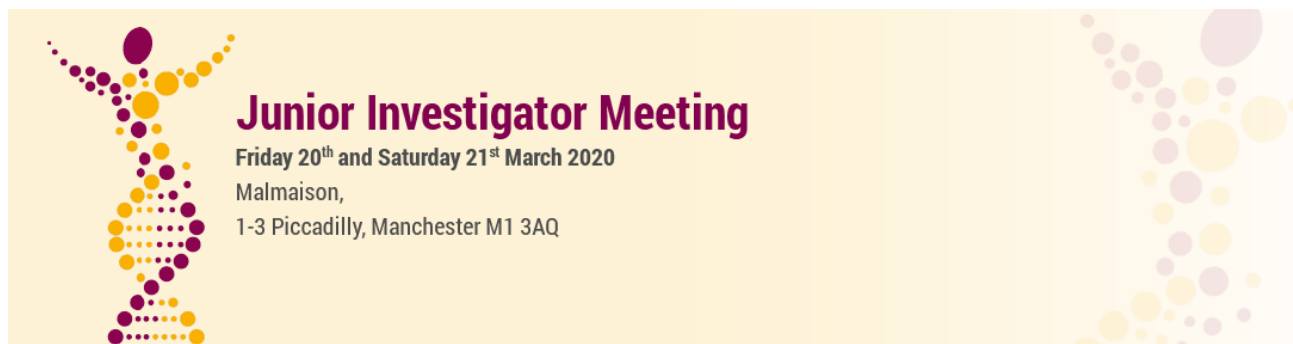 Junior Investigator Meeting
Friday 20th and Saturday 21st March 2020
Malmaison,
1-3 Piccadilly, Manchester M1 3AQ